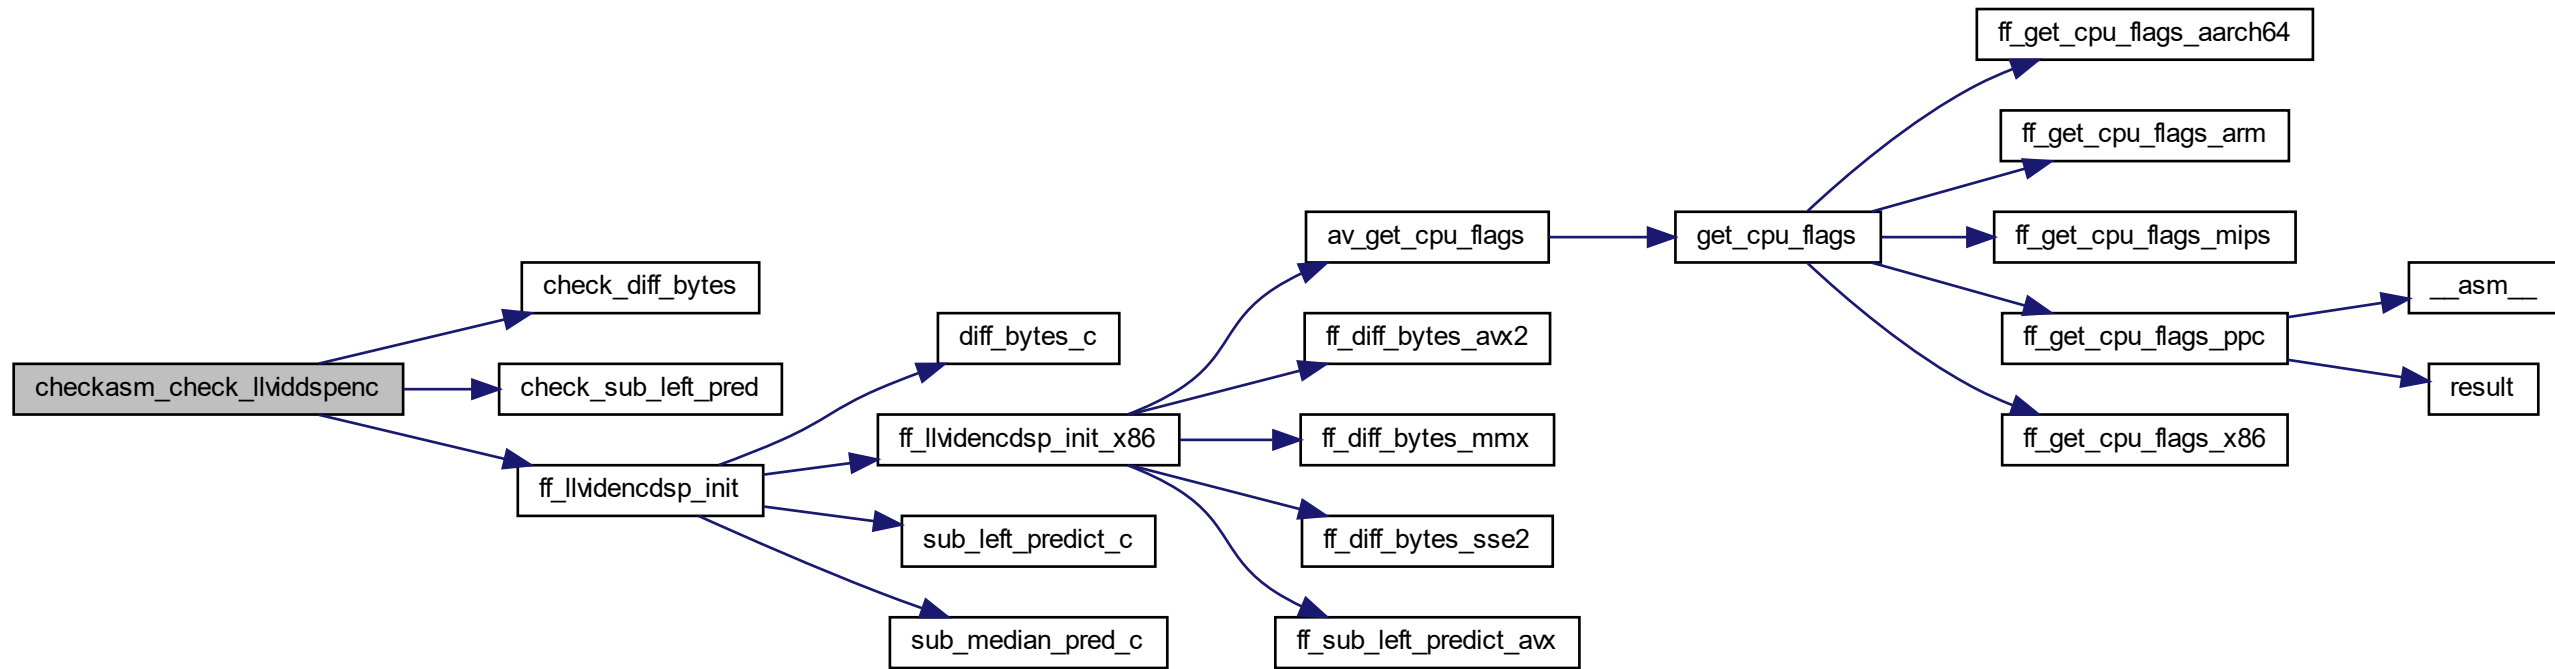 checkasm_check_llviddspenc
check_diff_bytes
check_sub_left_pred
ff_llvidencdsp_init
diff_bytes_c
ff_llvidencdsp_init_x86
sub_left_predict_c
sub_median_pred_c
av_get_cpu_flags
ff_diff_bytes_avx2
ff_diff_bytes_mmx
ff_diff_bytes_sse2
ff_sub_left_predict_avx
get_cpu_flags
ff_get_cpu_flags_aarch64
ff_get_cpu_flags_arm
ff_get_cpu_flags_mips
ff_get_cpu_flags_ppc
ff_get_cpu_flags_x86
__asm__
result